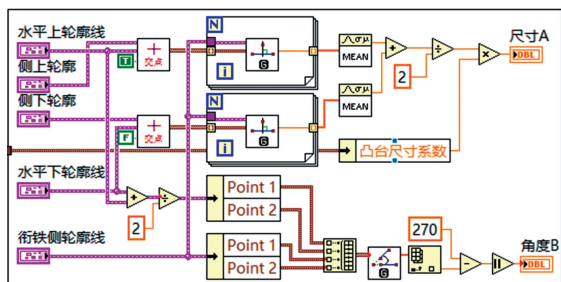 水平上轮廓线
侧上轮廓
侧下轮廓
水平下轮廓线
衔铁侧轮廓线
T
交点
F
交点
N
i
G
N
i
G
σμ
MEAN
σμ
MEAN
+
÷
2
×
尺寸A
DBL
凸台尺寸系数
+
÷
2
Point 1
Point 2
Point 1
Point 2
G
270
−
角度B
DBL